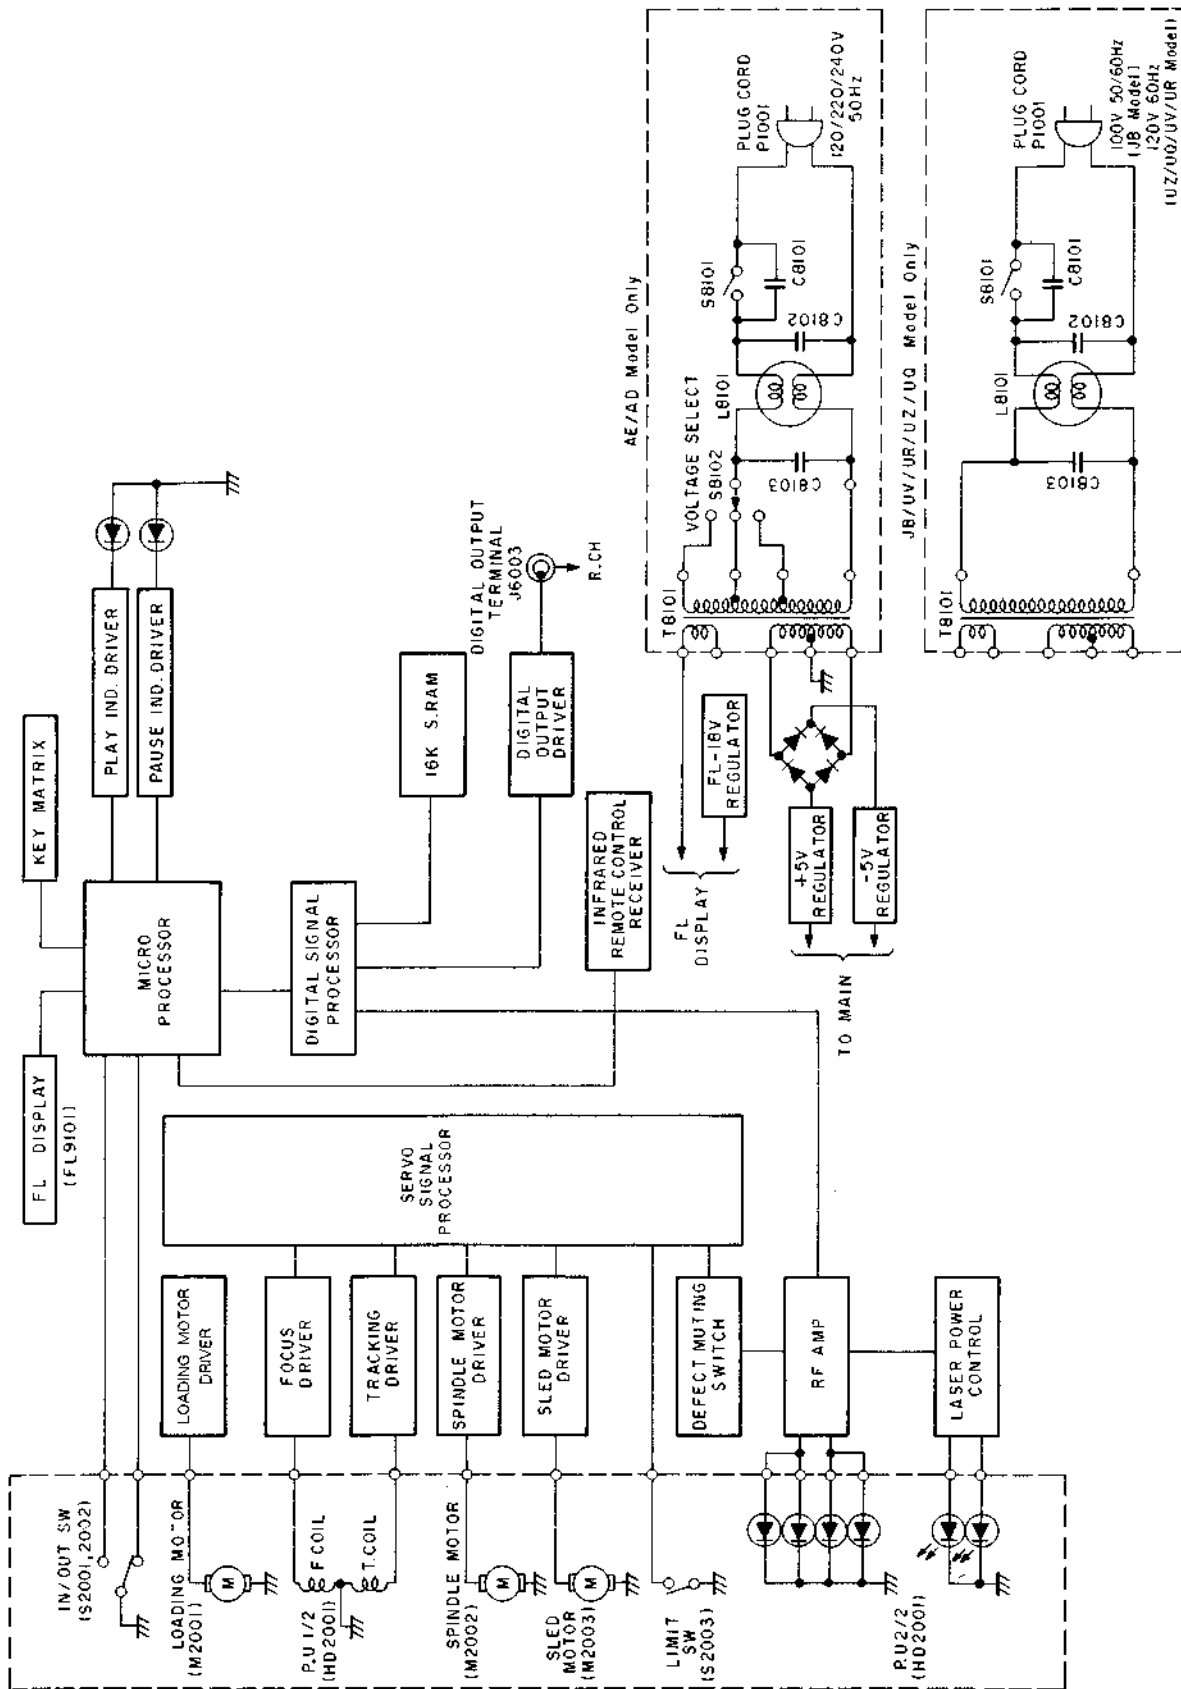 IN/OUT SW
(S2001,2002)
LOADING MOTOR
(M2001)
P.U 1/2
(HD2001)
F COIL
T.COIL
SPINDLE MOTOR
(M2002)
SLED
MOTOR
(M2003)
LIMIT
SW
(S2003)
P.U 2/2
(HD2001)
M
M
M
LOADING MOTOR
DRIVER
FOCUS
DRIVER
TRACKING
DRIVER
SPINDLE MOTOR
DRIVER
SLED MOTOR
DRIVER
DEFECT MUTING
SWITCH
RF AMP
LASER POWER
CONTROL
SERVO
SIGNAL
PROCESSOR
FL DISPLAY
(FL9101)
KEY MATRIX
MICRO
PROCESSOR
PLAY IND. DRIVER
PAUSE IND. DRIVER
DIGITAL SIGNAL
PROCESSOR
16K S.RAM
DIGITAL
OUTPUT
DRIVER
DIGITAL OUTPUT
TERMINAL
J6003
R.CH
INFRARED
REMOTE CONTROL
RECEIVER
FL
DISPLAY
FL-18V
REGULATOR
TO MAIN
+5V
REGULATOR
-5V
REGULATOR
AE/AD Model Only
T8101
VOLTAGE SELECT
S8102
C8103
L8101
C8102
S8101
C8101
PLUG CORD
P1001
120/220/240V
50Hz
JB/UV/UR/UZ/UQ Model Only
T8101
C8103
L8101
C8102
S8101
C8101
PLUG CORD
P1001
100V 50/60Hz
(JB Model)
120V 60Hz
(UZ/UQ/UV/UR Model)